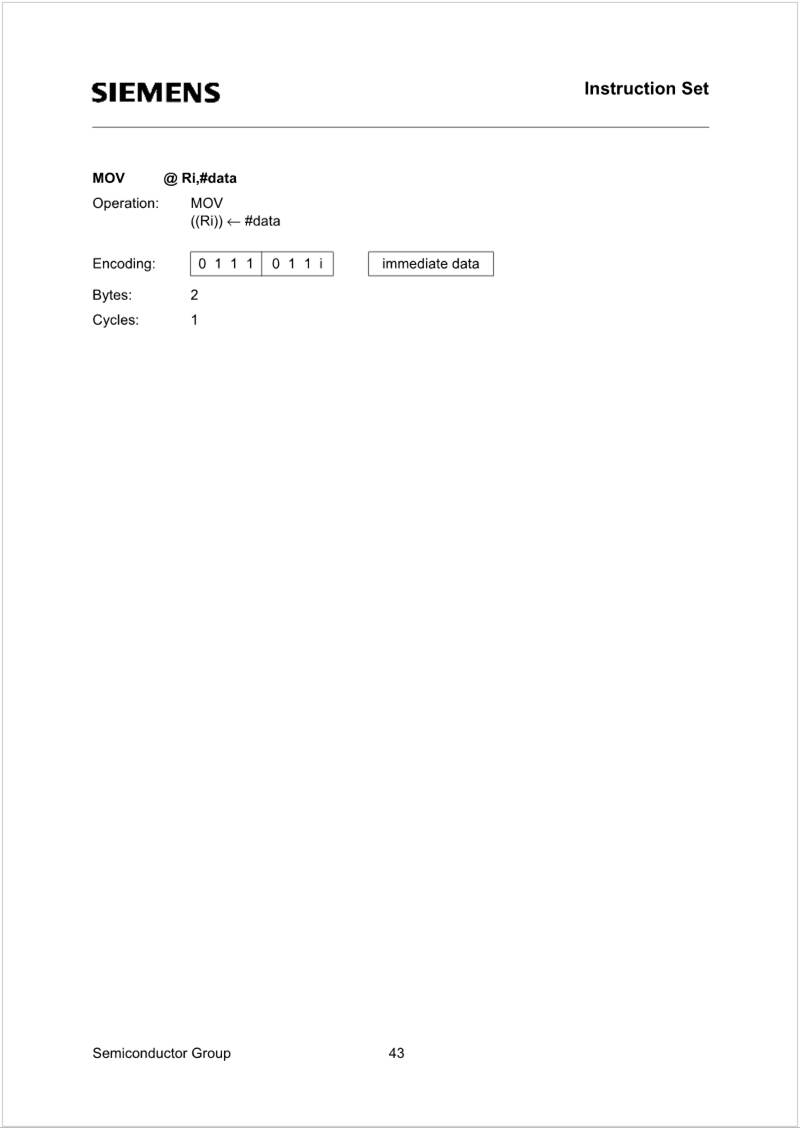 SIEMENS
Instruction Set
MOV @ Ri,#data
Operation: MOV
((Ri)) ← #data
Encoding: 0 1 1 1 0 1 1 i immediate data
Bytes: 2
Cycles: 1
Semiconductor Group 43